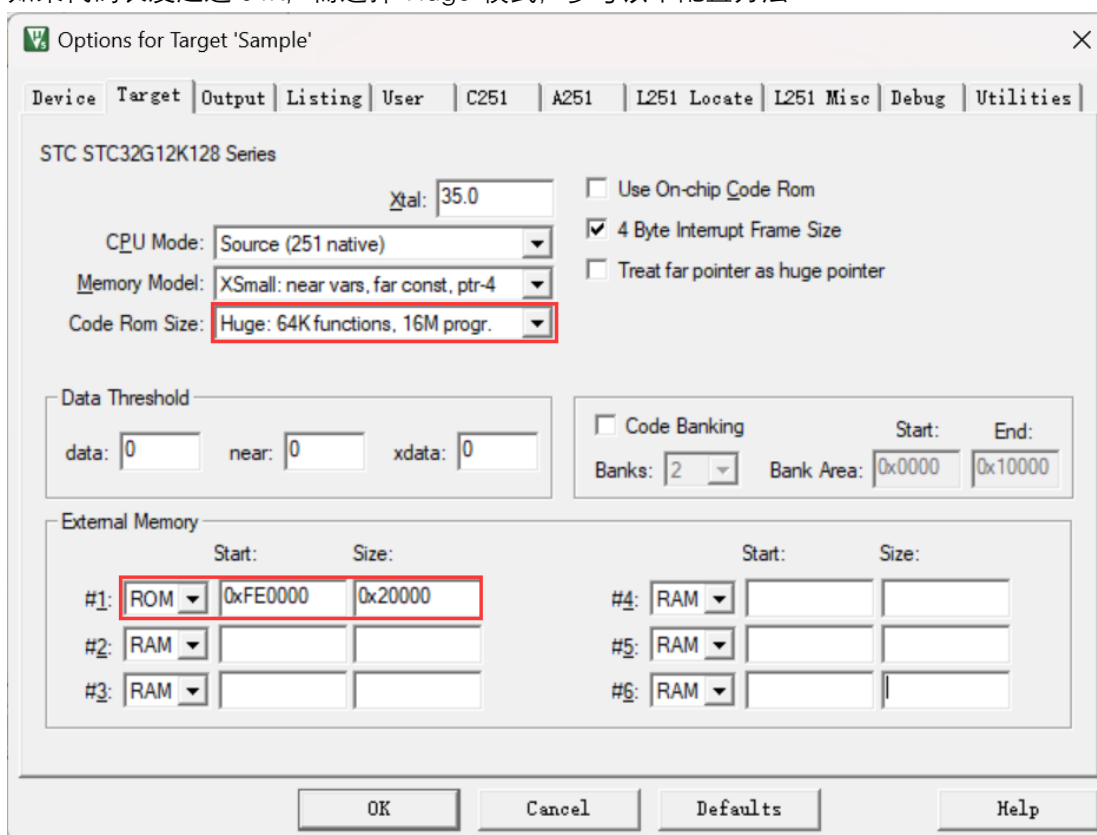 Options for Target 'Sample'
Device Target Output Listing User C251 A251 L251 Locate L251 Misc Debug Utilities
STC STC32G12K128 Series
Xtal: 35.0
Use On-chip Code Rom
CPU Mode: Source (251 native)
4 Byte Interrupt Frame Size
Memory Model: XSmall: near vars, far const, ptr-4
Treat far pointer as huge pointer
Code Rom Size: Huge: 64K functions, 16M progr.
Data Threshold
data: 0 near: 0 xdata: 0
Code Banking Start: End:
Banks: 2 Bank Area: 0x0000 0x10000
External Memory
Start: Size: Start: Size:
#1: ROM 0xFE0000 0x20000 #4: RAM
#2: RAM #5: RAM
#3: RAM #6: RAM
OK Cancel Defaults Help